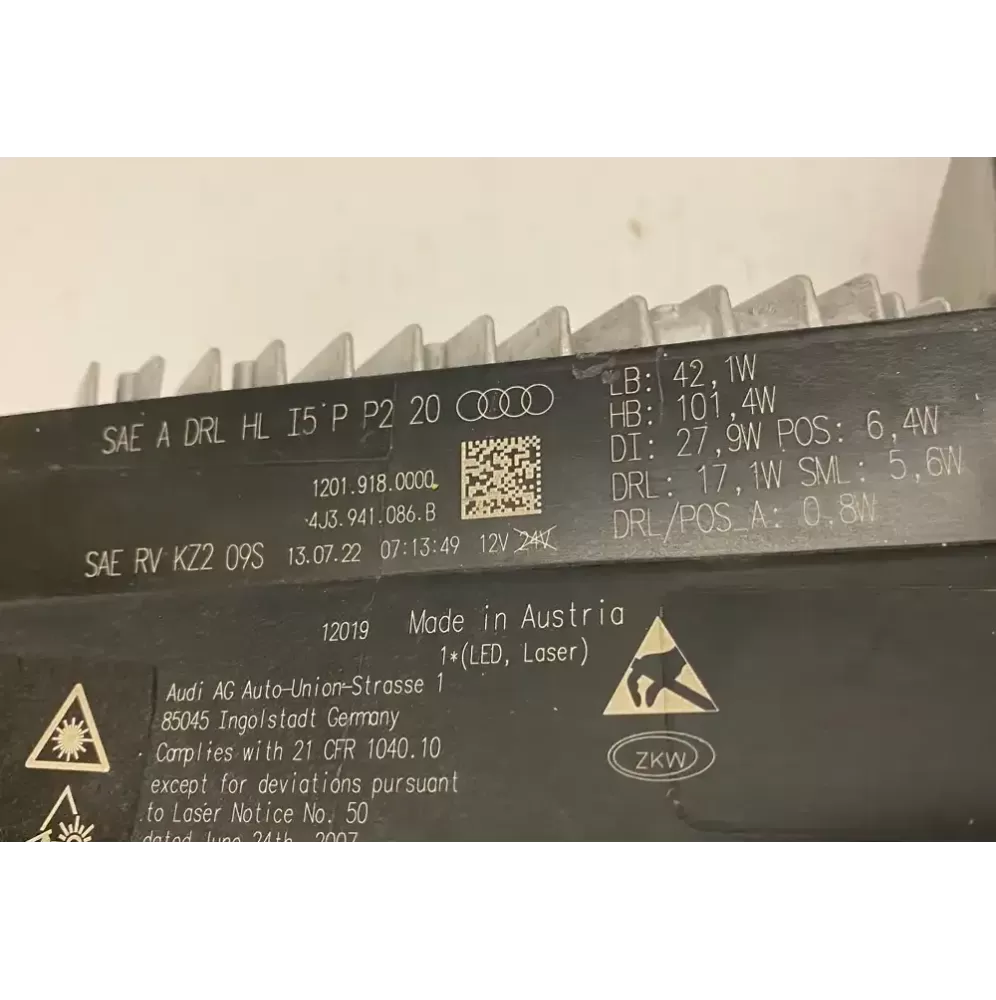 SAE A DRL HL I5 P P2 20
1201.918.0000
4J3.941.086.B
SAE RV KZ2 09S 13.07.22 07:13:49 12V 24V
LB: 42,1W
HB: 101,4W
DI: 27,9W POS: 6,4W
DRL: 17,1W SML: 5,6W
DRL/POS_A: 0.8W
12019 Made in Austria
1*(LED, Laser)
Audi AG Auto-Union-Strasse 1
85045 Ingolstadt Germany
Complies with 21 CFR 1040.10
except for deviations pursuant
to Laser Notice No. 50
dated June 24th, 2007
ZKW